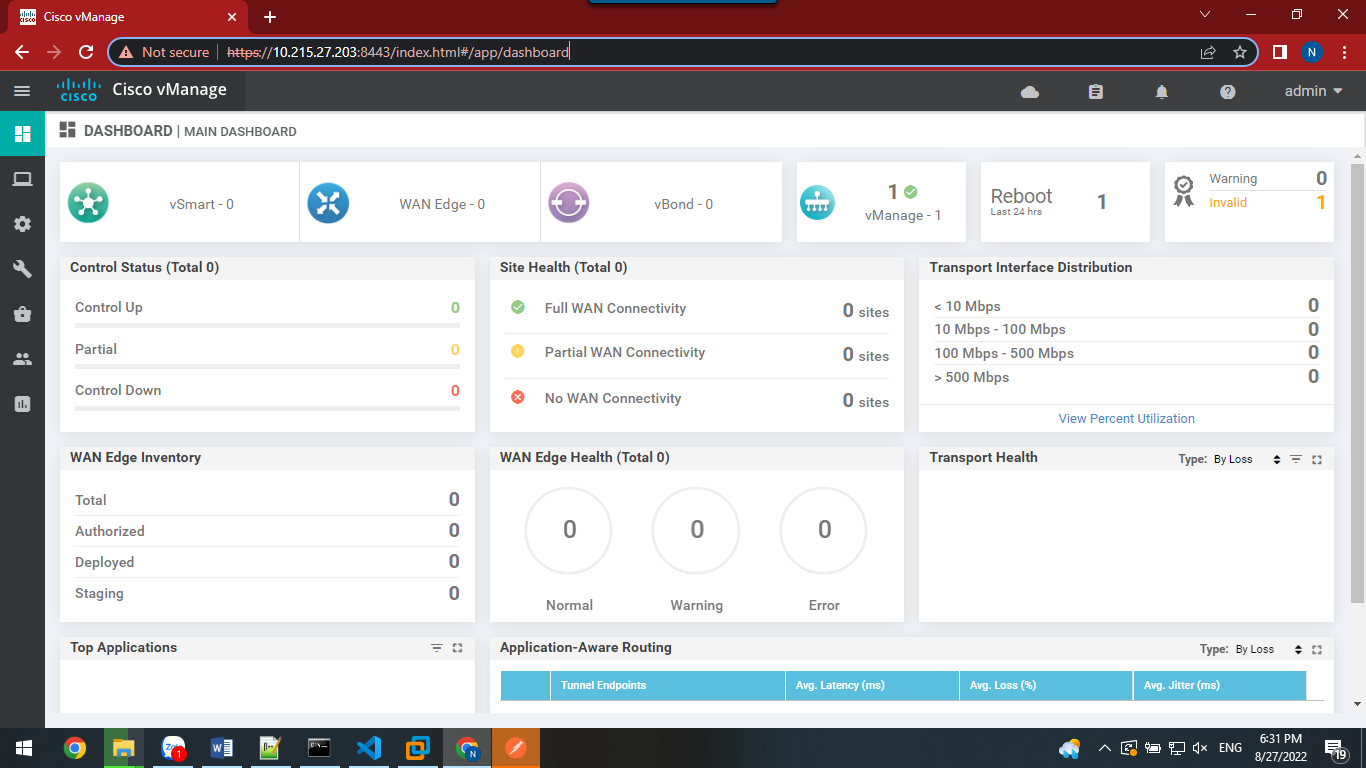 Cisco vManage
Not secure
https://10.215.27.203:8443/index.html#/app/dashboard
N
CISCO
Cisco vManage
admin
DASHBOARD | MAIN DASHBOARD
vSmart - 0
WAN Edge - 0
vBond - 0
1
vManage - 1
Reboot
Last 24 hrs
1
Warning 0
Invalid 1
Control Status (Total 0)
Control Up 0
Partial 0
Control Down 0
Site Health (Total 0)
Full WAN Connectivity 0 sites
Partial WAN Connectivity 0 sites
No WAN Connectivity 0 sites
Transport Interface Distribution
< 10 Mbps 0
10 Mbps - 100 Mbps 0
100 Mbps - 500 Mbps 0
> 500 Mbps 0
View Percent Utilization
WAN Edge Inventory
Total 0
Authorized 0
Deployed 0
Staging 0
WAN Edge Health (Total 0)
0 0 0
Normal Warning Error
Transport Health
Type: By Loss
Top Applications
Application-Aware Routing
Type: By Loss
Tunnel Endpoints Avg. Latency (ms) Avg. Loss (%) Avg. Jitter (ms)
1
N
ENG
6:31 PM
8/27/2022
19